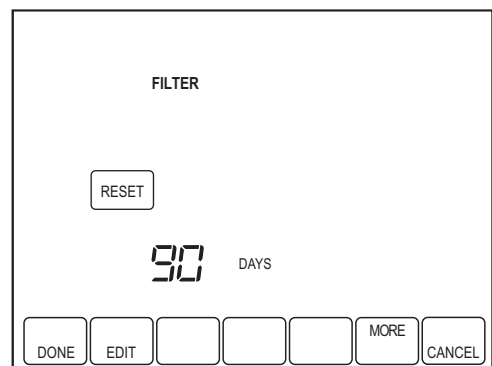 FILTER
RESET
90 DAYS
MORE
DONE EDIT CANCEL